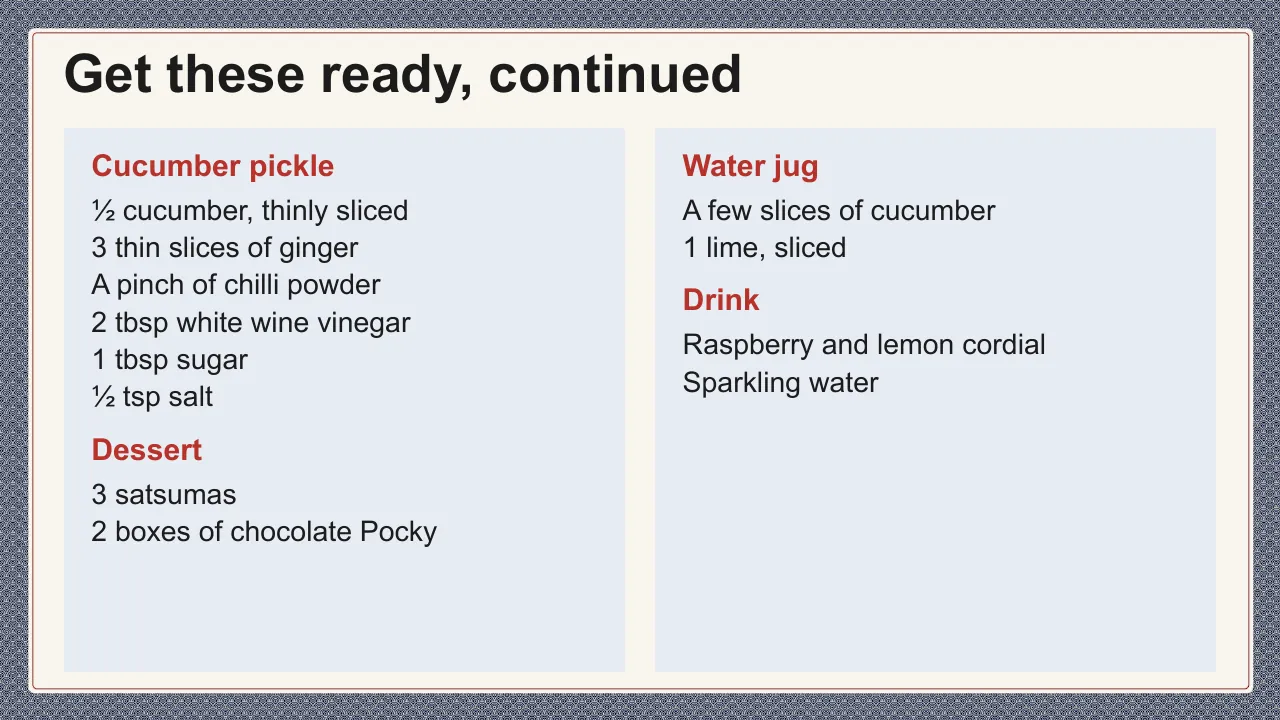 Get these ready, continued
Cucumber pickle
½ cucumber, thinly sliced
3 thin slices of ginger
A pinch of chilli powder
2 tbsp white wine vinegar
1 tbsp sugar
½ tsp salt
Dessert
3 satsumas
2 boxes of chocolate Pocky
Water jug
A few slices of cucumber
1 lime, sliced
Drink
Raspberry and lemon cordial
Sparkling water